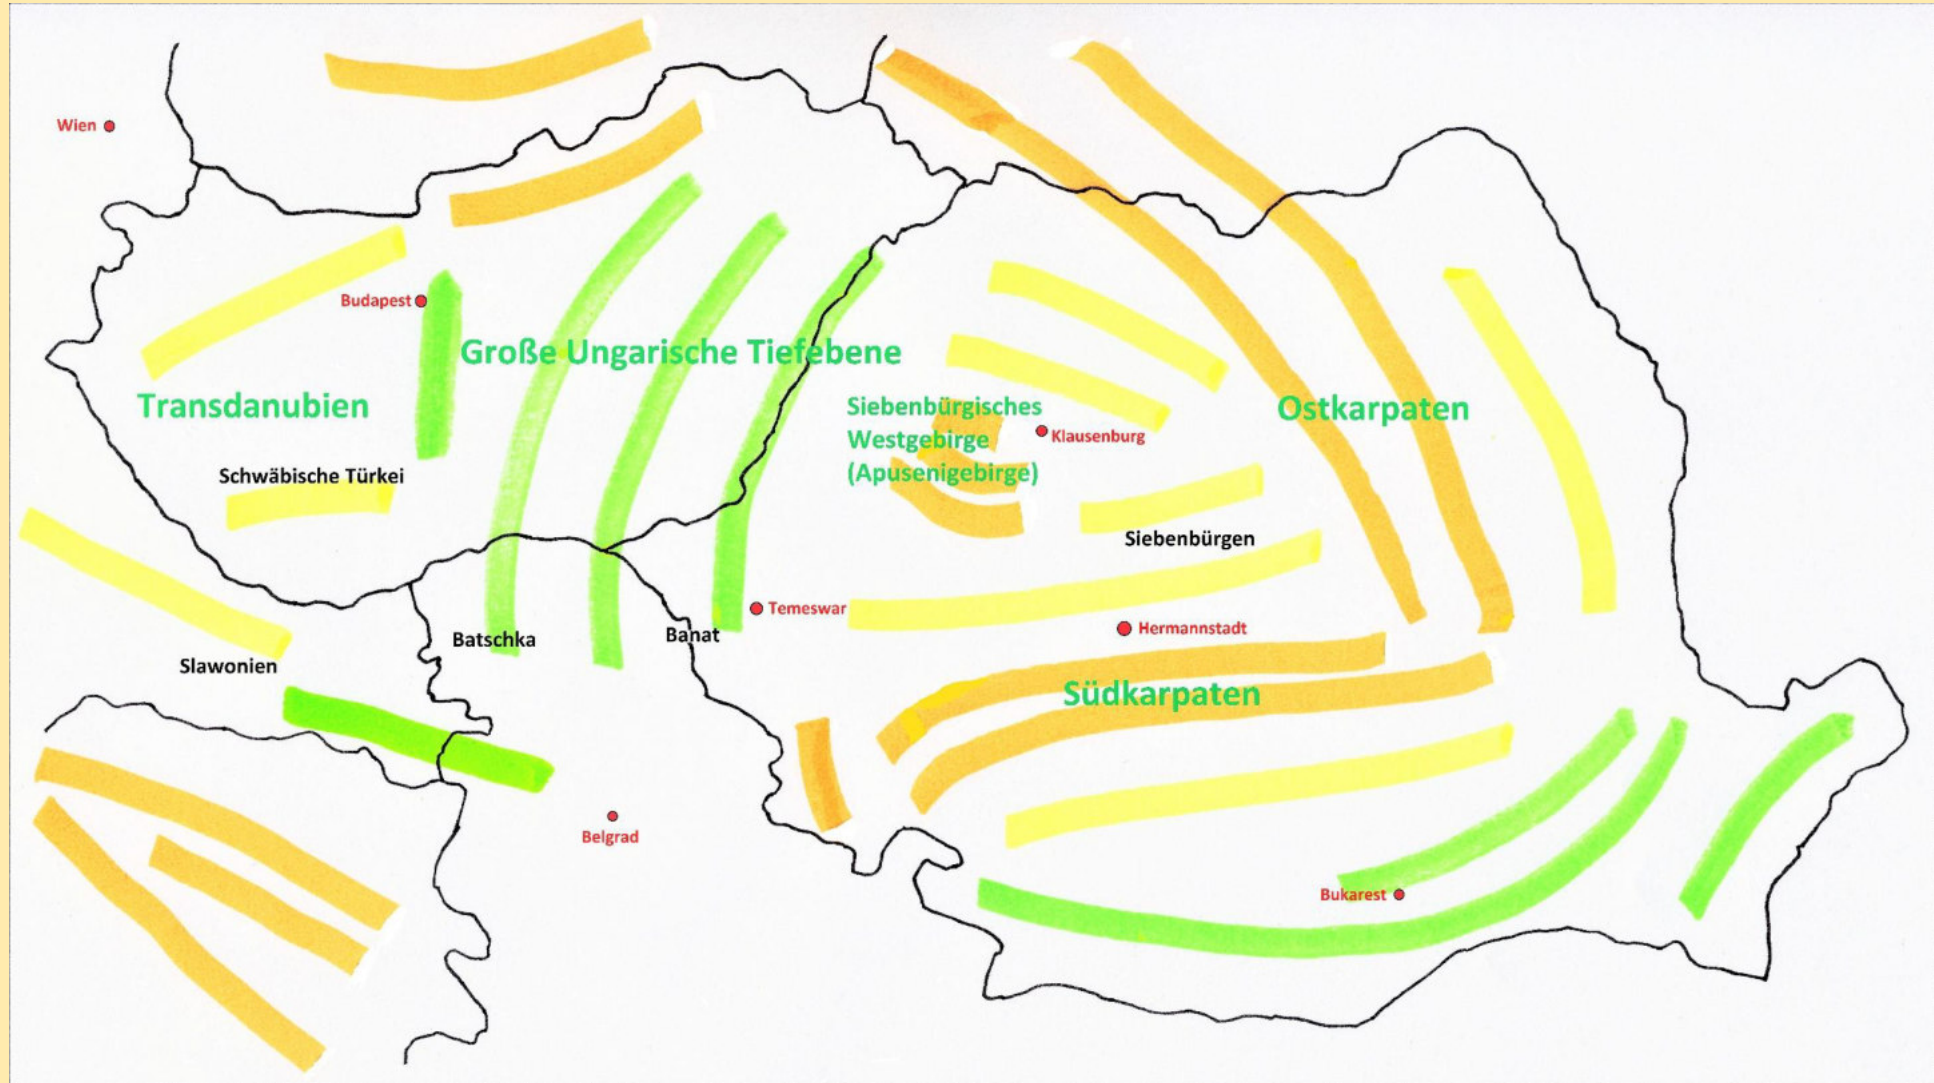 Wien
Budapest
Große Ungarische Tiefebene
Transdanubien
Siebenbürgisches
Westgebirge
(Apusenigebirge)
Ostkarpaten
Klausenburg
Schwäbische Türkei
Siebenbürgen
Temeswar
Hermannstadt
Batschka
Banat
Slawonien
Südkarpaten
Belgrad
Bukarest